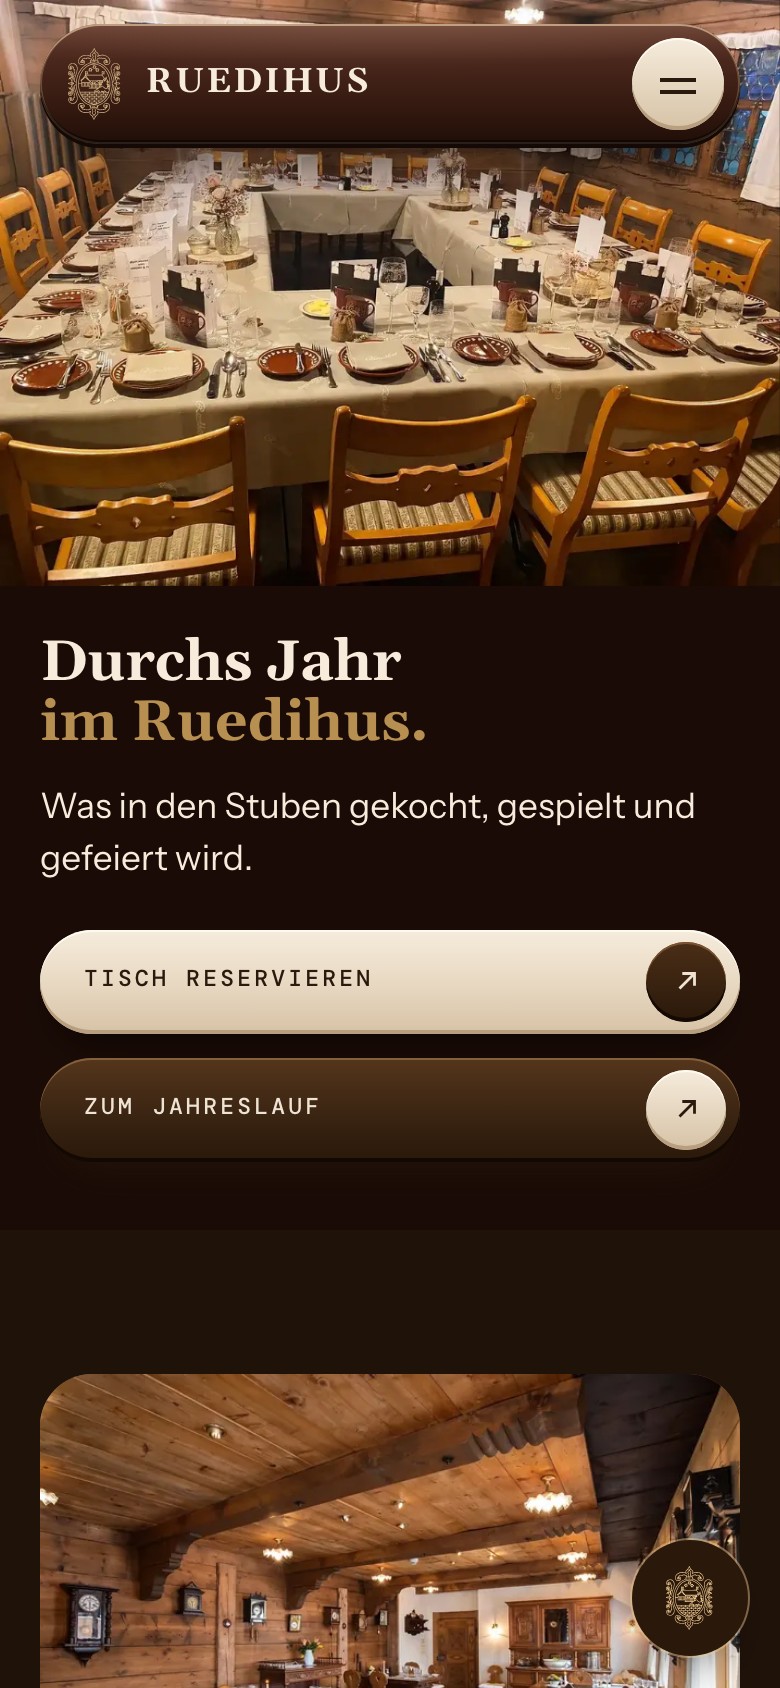 RUEDIHUS
Durchs Jahr
im Ruedihus.
Was in den Stuben gekocht, gespielt und
gefeiert wird.
TISCH RESERVIEREN
ZUM JAHRESLAUF